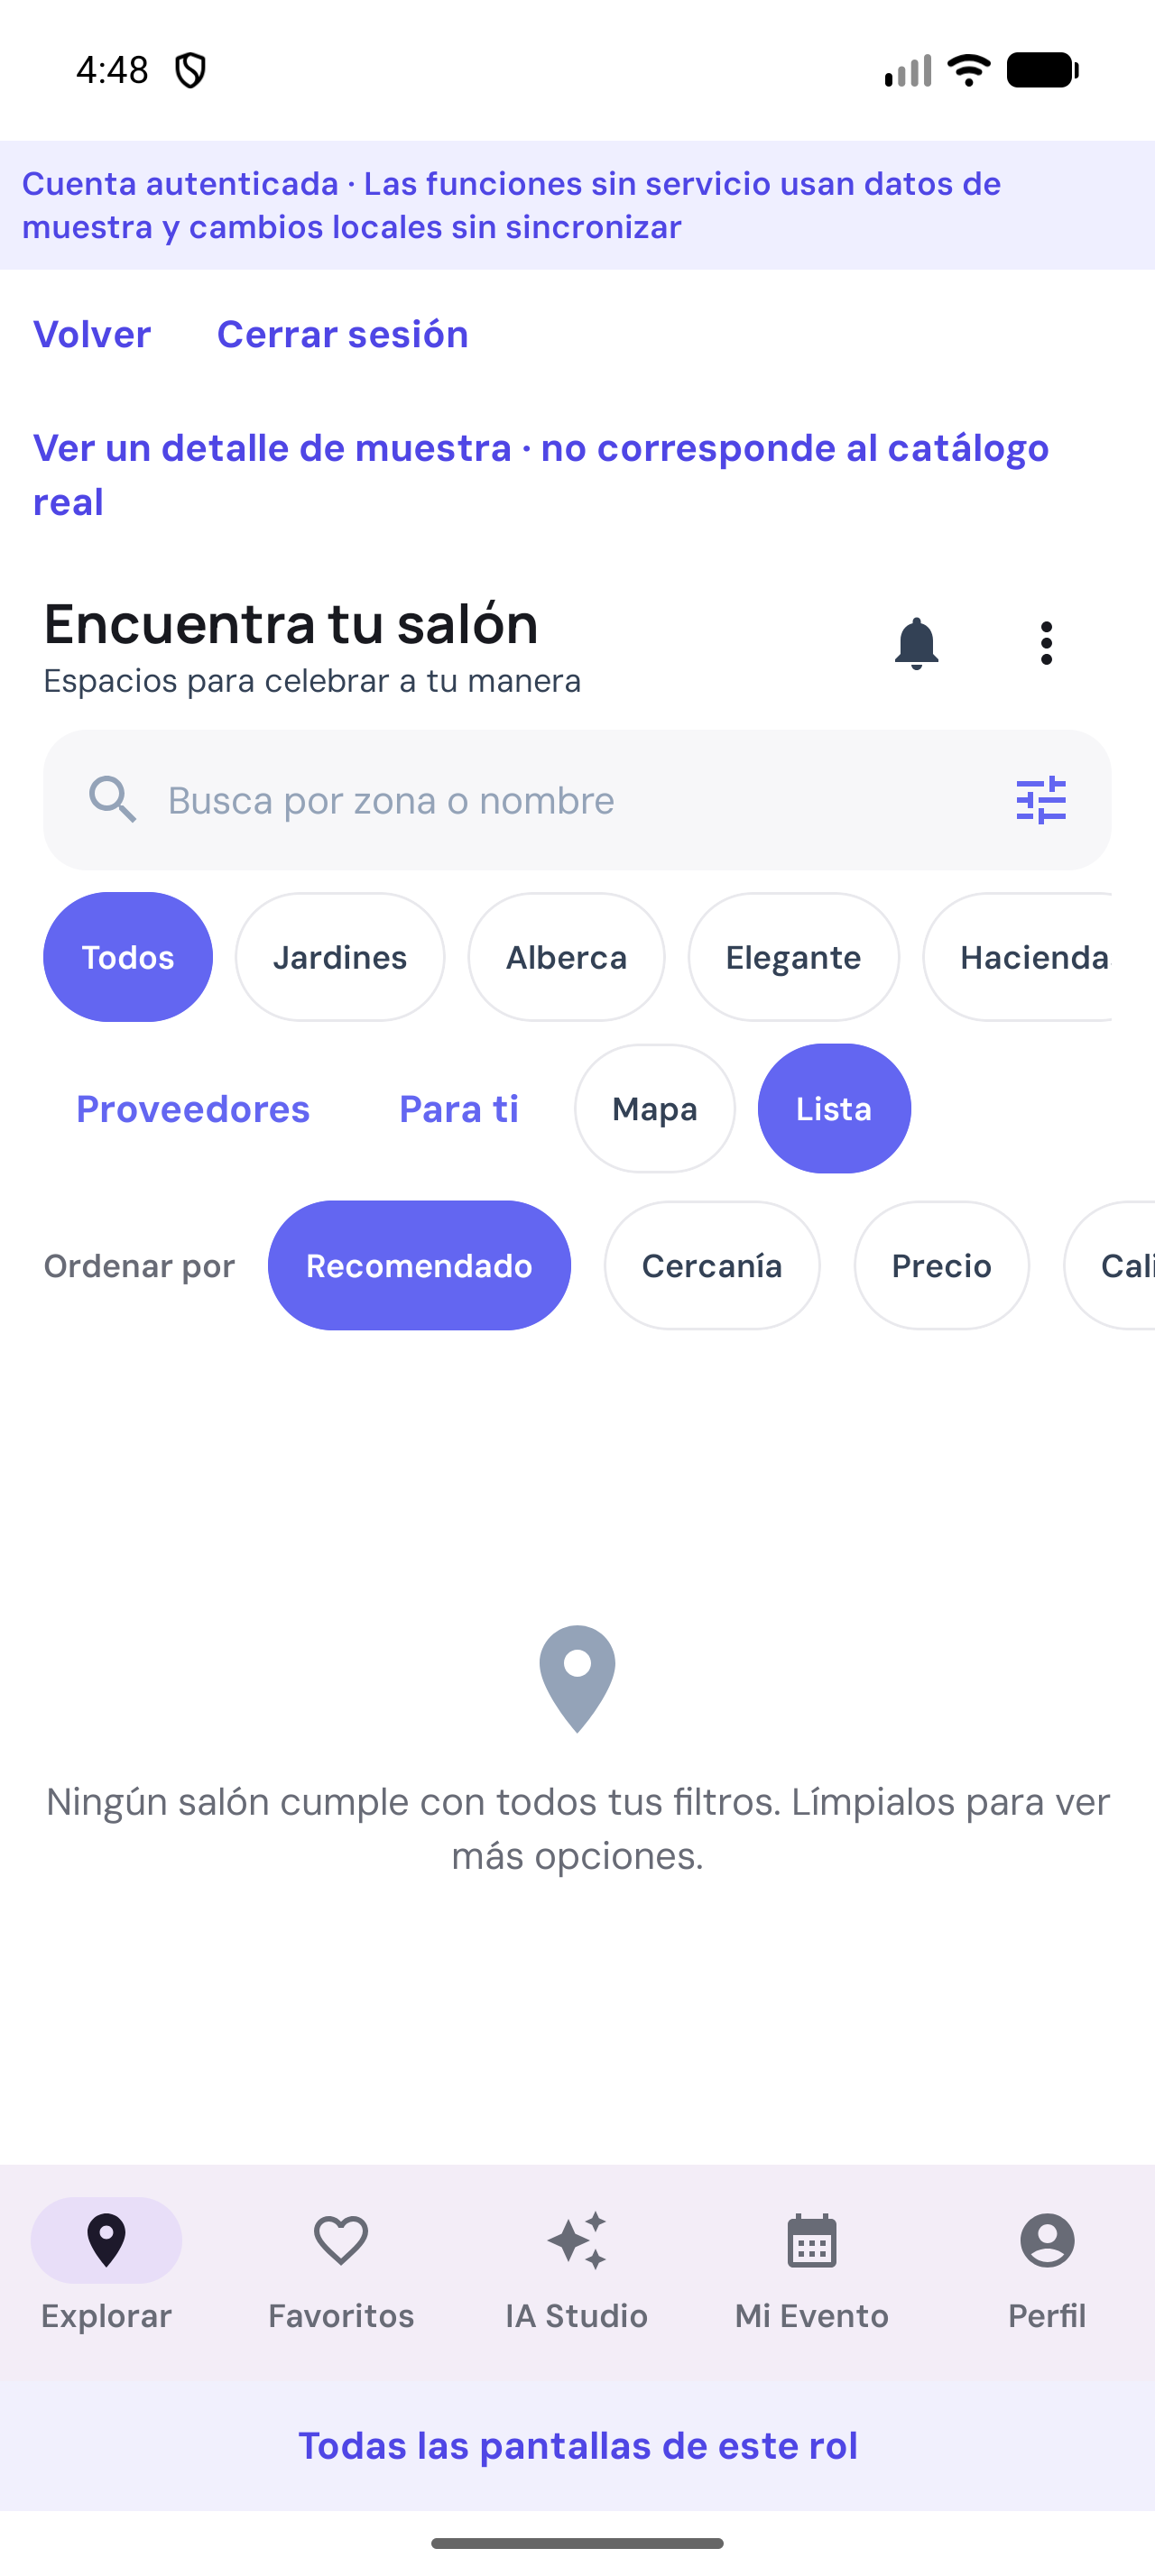 4:48
Cuenta autenticada · Las funciones sin servicio usan datos de
muestra y cambios locales sin sincronizar
Volver Cerrar sesión
Ver un detalle de muestra · no corresponde al catálogo
real
Encuentra tu salón
Espacios para celebrar a tu manera
Busca por zona o nombre
Todos Jardines Alberca Elegante Hacienda
Proveedores Para ti Mapa Lista
Ordenar por Recomendado Cercanía Precio Cali
Ningún salón cumple con todos tus filtros. Límpialos para ver
más opciones.
Explorar Favoritos IA Studio Mi Evento Perfil
Todas las pantallas de este rol